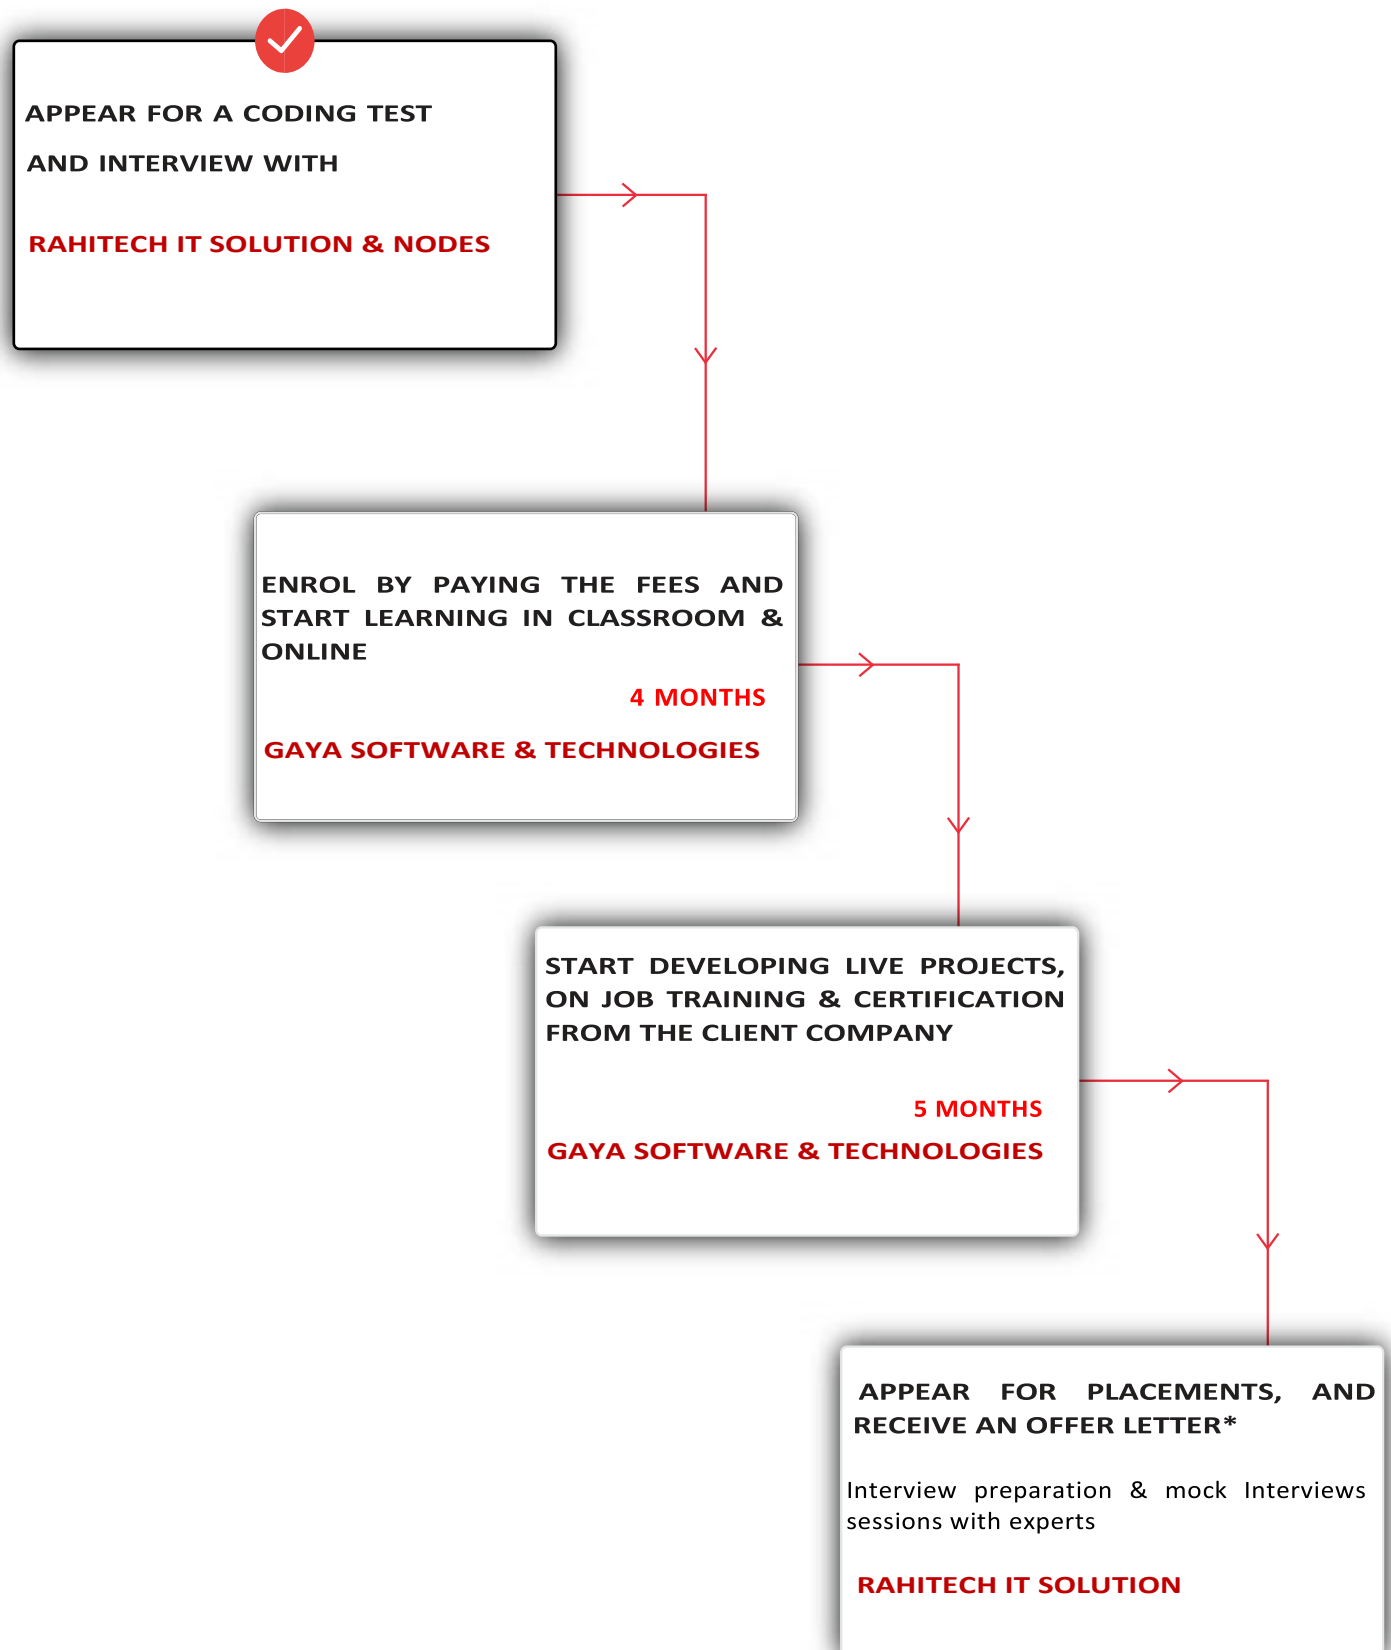 APPEAR FOR A CODING TEST
AND INTERVIEW WITH
RAHITECH IT SOLUTION & NODES
ENROL BY PAYING THE FEES AND
START LEARNING IN CLASSROOM &
ONLINE
4 MONTHS
GAYA SOFTWARE & TECHNOLOGIES
START DEVELOPING LIVE PROJECTS,
ON JOB TRAINING & CERTIFICATION
FROM THE CLIENT COMPANY
5 MONTHS
GAYA SOFTWARE & TECHNOLOGIES
APPEAR FOR PLACEMENTS, AND
RECEIVE AN OFFER LETTER*
Interview preparation & mock Interviews
sessions with experts
RAHITECH IT SOLUTION